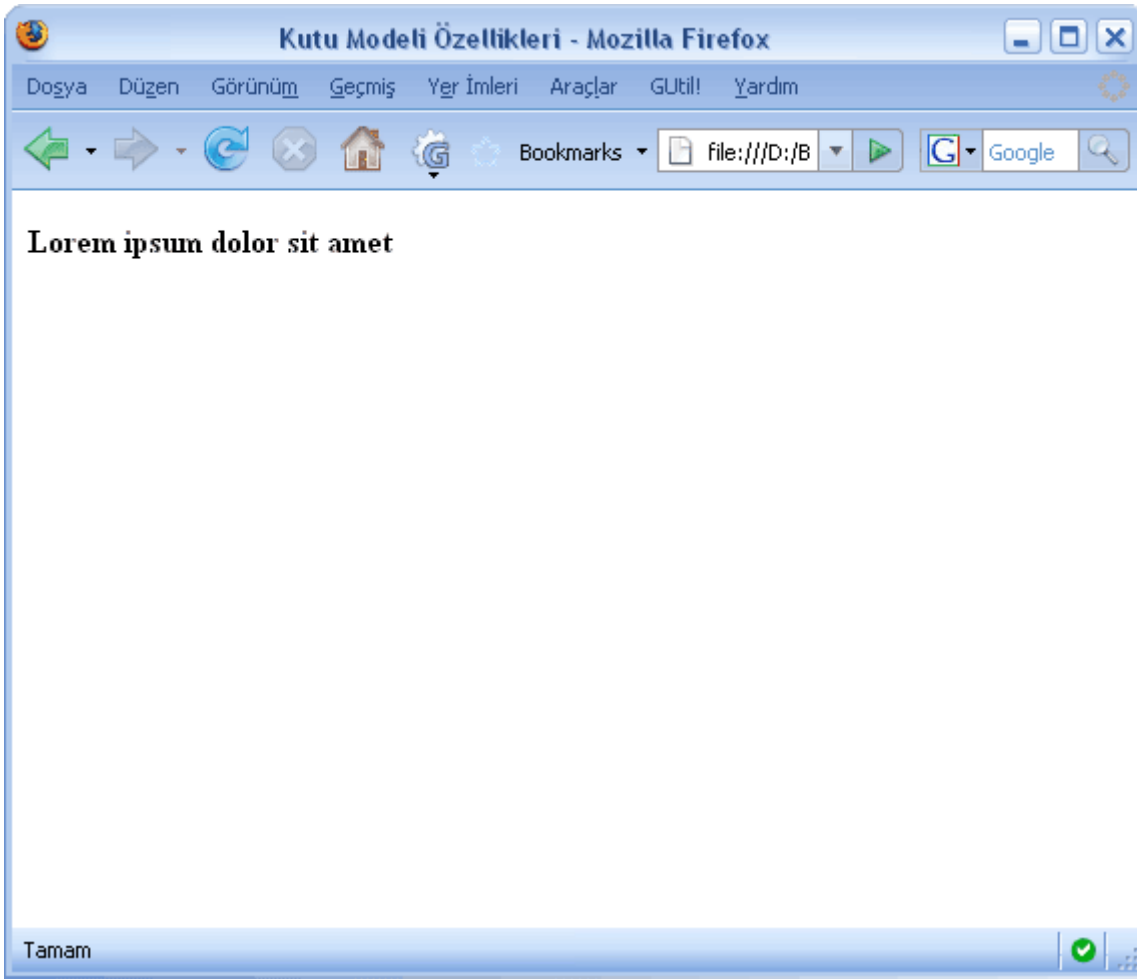 Kutu Modeli Özellikleri - Mozilla Firefox
Dosya Düzen Görünüm Geçmiş Yer İmleri Araçlar GUtil! Yardım
G Bookmarks file:///D:/B G Google
Lorem ipsum dolor sit amet
Tamam